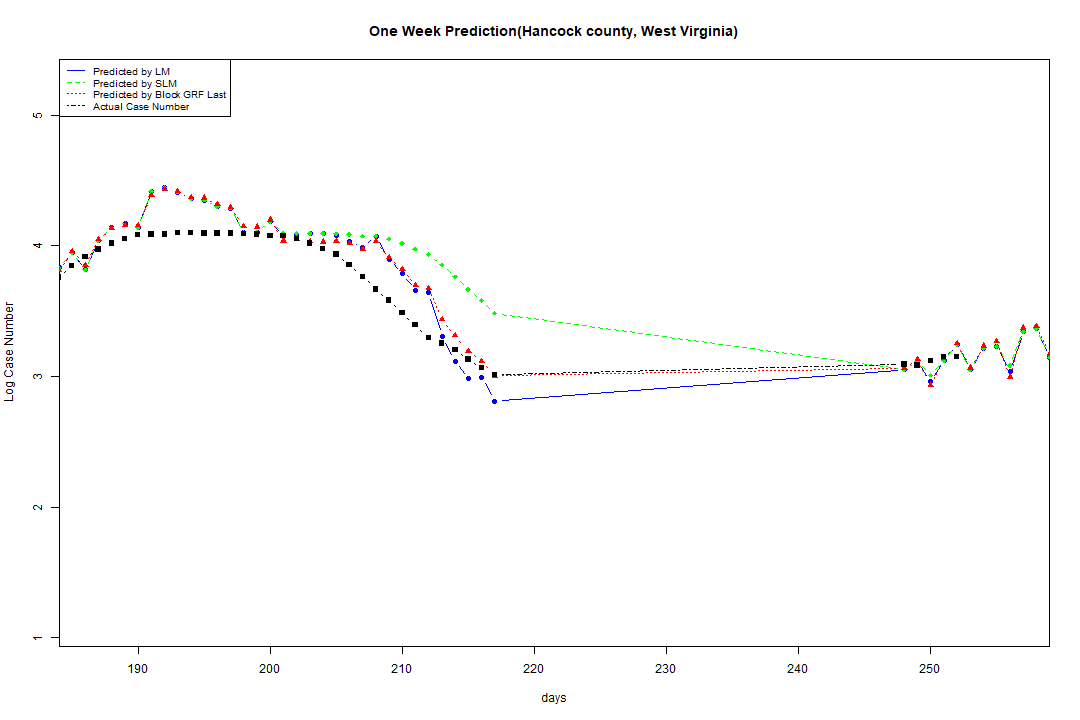 One Week Prediction(Hancock county, West Virginia)
Predicted by LM
Predicted by SLM
Predicted by Block GRF Last
Actual Case Number
5
4
3
2
1
Log Case Number
190 200 210 220 230 240 250
days